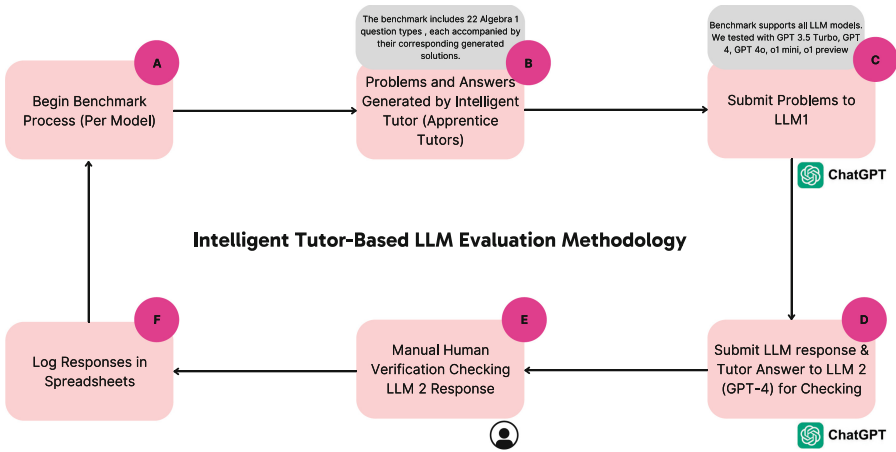 The benchmark includes 22 Algebra 1
question types , each accompanied by
their corresponding generated
solutions.
Benchmark supports all LLM models.
We tested with GPT 3.5 Turbo, GPT
4, GPT 4o, o1 mini, o1 preview
A
B
C
Begin Benchmark
Process (Per Model)
Problems and Answers
Generated by Intelligent
Tutor (Apprentice
Tutors)
Submit Problems to
LLM1
ChatGPT
Intelligent Tutor-Based LLM Evaluation Methodology
F
E
D
Log Responses in
Spreadsheets
Manual Human
Verification Checking
LLM 2 Response
Submit LLM response &
Tutor Answer to LLM 2
(GPT-4) for Checking
ChatGPT